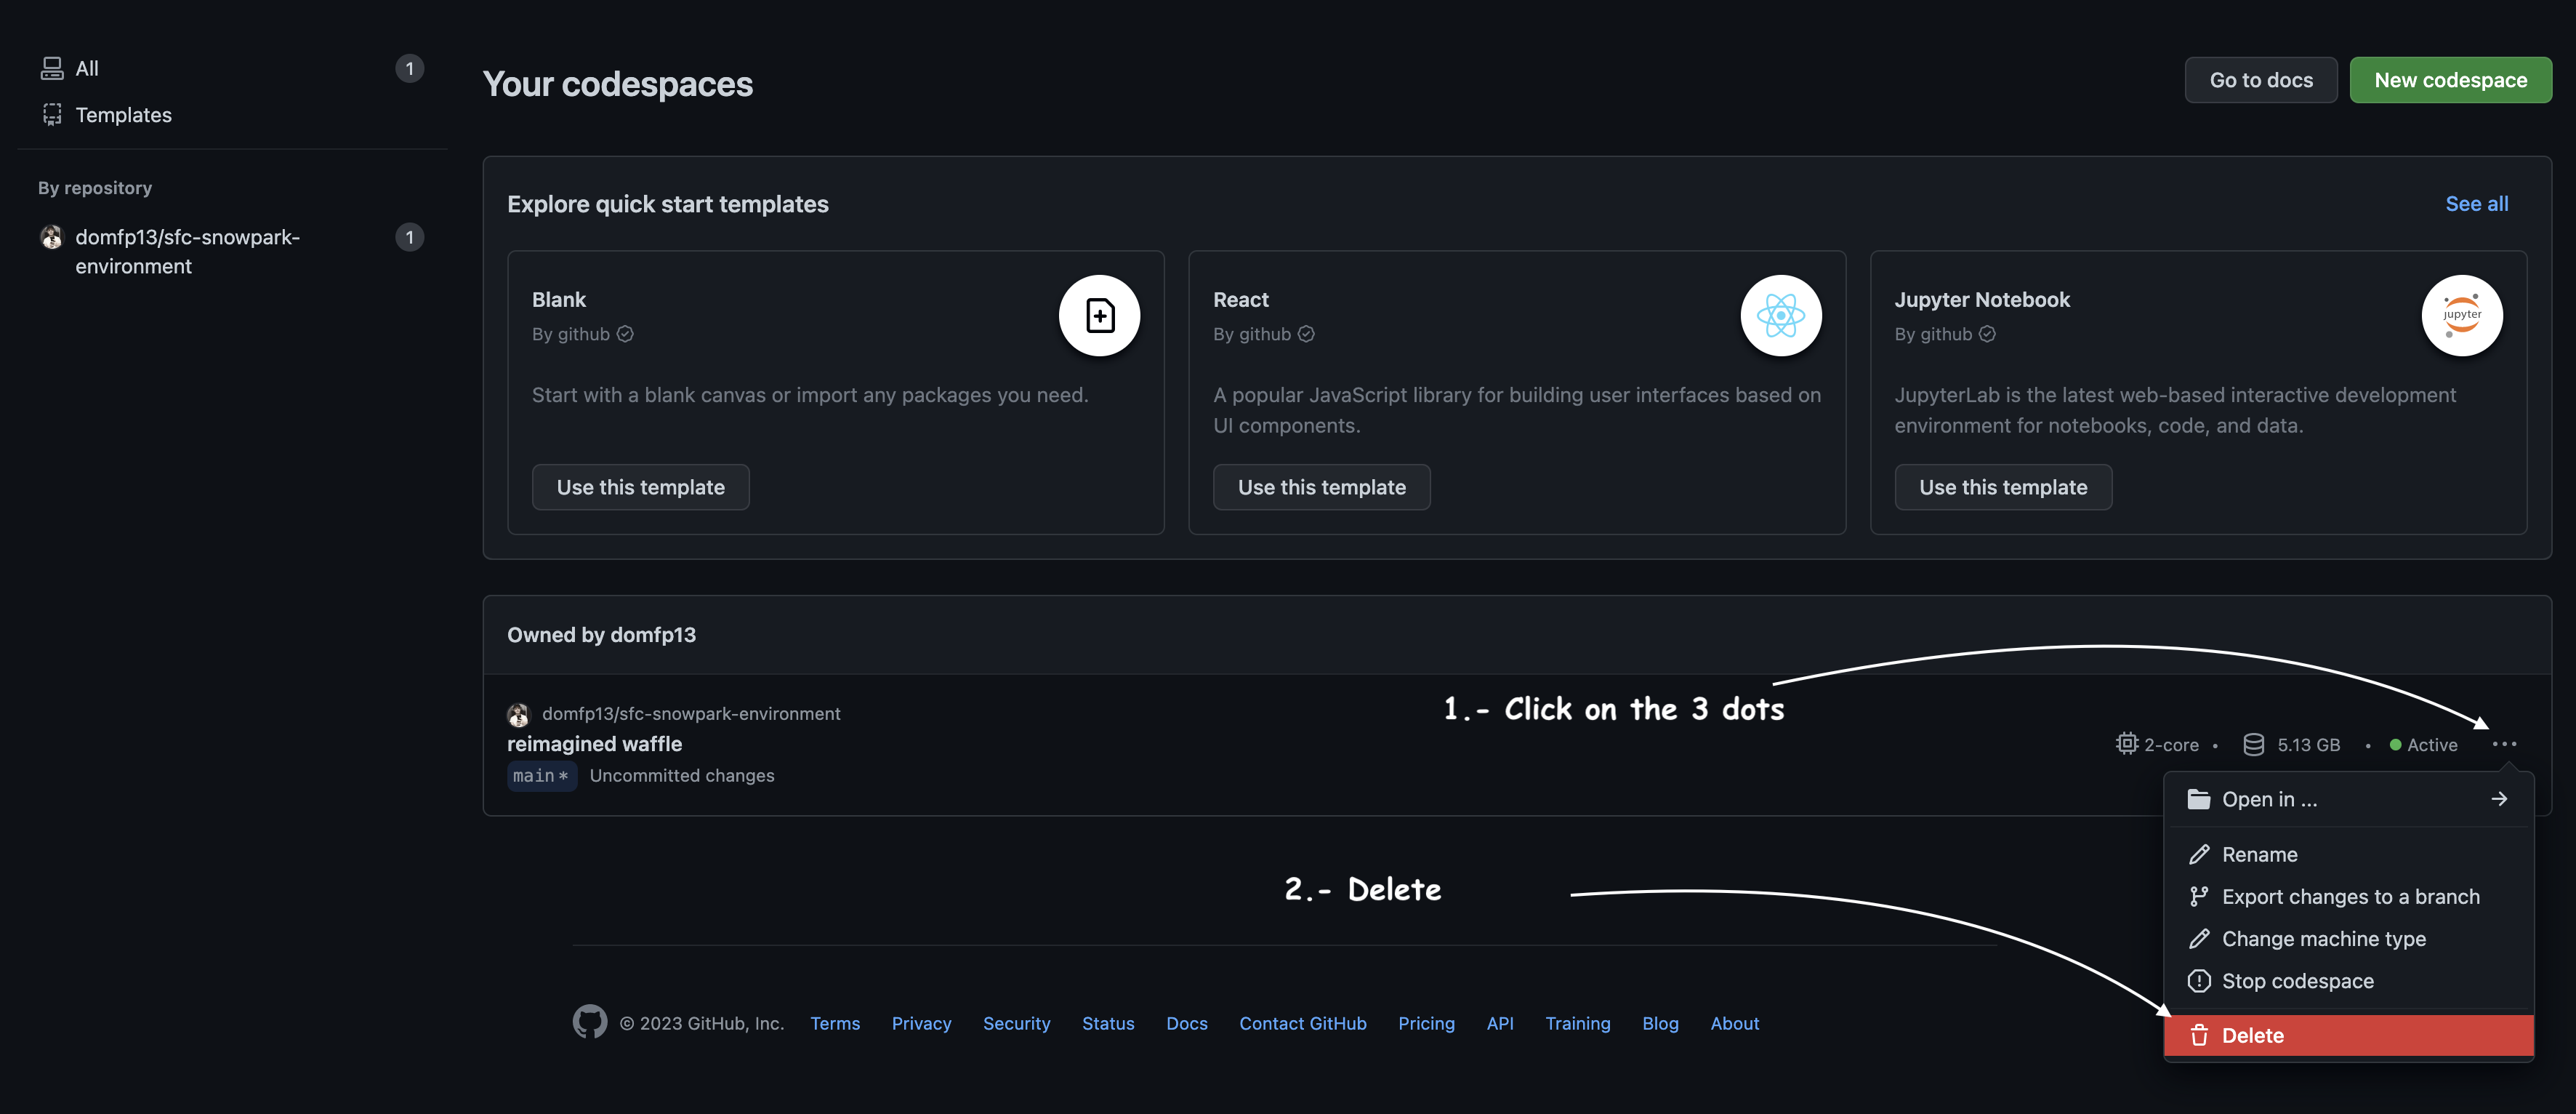 All 1
Templates
By repository
domfp13/sfc-snowpark-
environment
1
Your codespaces
Go to docs
New codespace
Explore quick start templates
See all
Blank
By github
Start with a blank canvas or import any packages you need.
Use this template
React
By github
A popular JavaScript library for building user interfaces based on
UI components.
Use this template
Jupyter Notebook
By github
jupyter
JupyterLab is the latest web-based interactive development
environment for notebooks, code, and data.
Use this template
Owned by domfp13
domfp13/sfc-snowpark-environment
reimagined waffle
main* Uncommitted changes
1.- Click on the 3 dots
2-core • 5.13 GB • Active ...
Open in ...
Rename
Export changes to a branch
Change machine type
Stop codespace
Delete
2.- Delete
© 2023 GitHub, Inc. Terms Privacy Security Status Docs Contact GitHub Pricing API Training Blog About